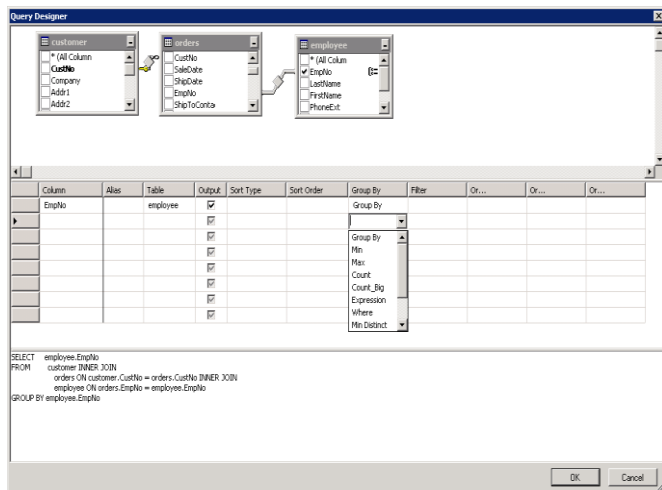 Query Designer
customer
* (All Column
CustNo
Company
Addr1
Addr2
orders
CustNo
SaleDate
ShipDate
EmpNo
ShipToConta
employee
* (All Colum
EmpNo
LastName
FirstName
PhoneExt
Column Alias Table Output Sort Type Sort Order Group By Filter Or... Or... Or...
EmpNo employee Group By
Group By
Min
Max
Count
Count_Big
Expression
Where
Min Distinct
SELECT employee.EmpNo
FROM customer INNER JOIN
orders ON customer.CustNo = orders.CustNo INNER JOIN
employee ON orders.EmpNo = employee.EmpNo
GROUP BY employee.EmpNo
OK Cancel